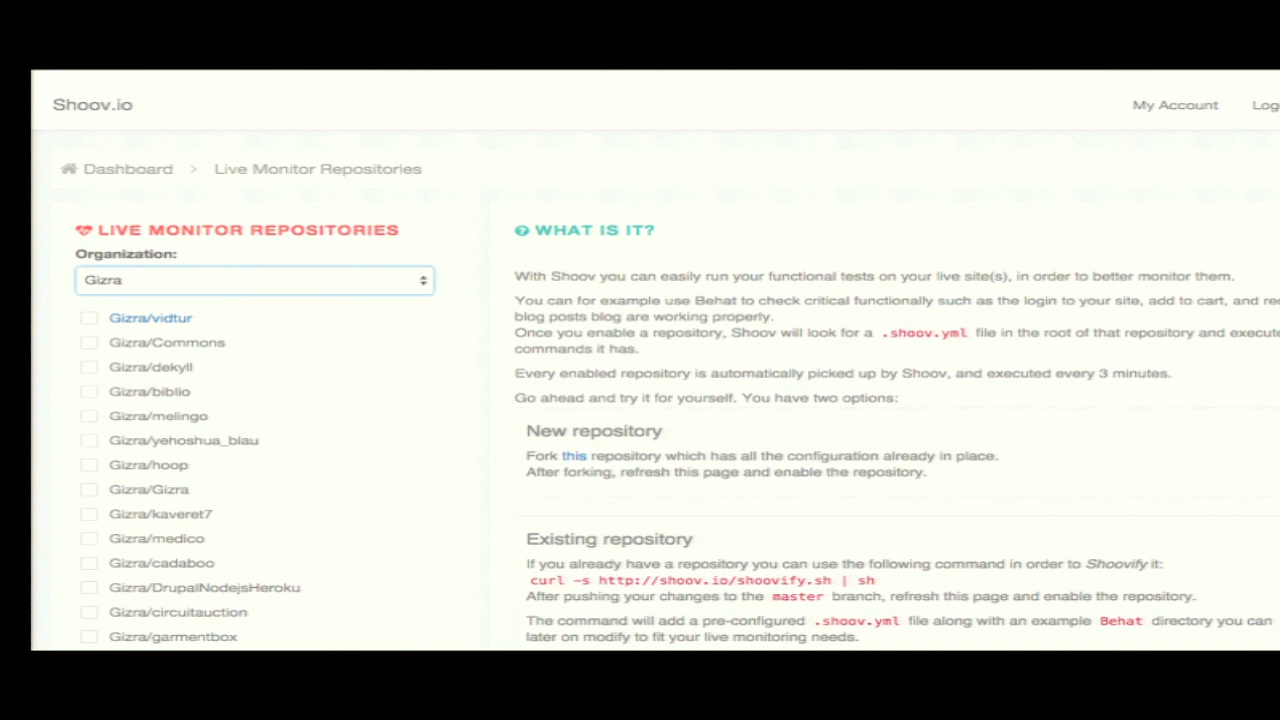 Shoov.io
My Account
Dashboard > Live Monitor Repositories
LIVE MONITOR REPOSITORIES
Organization:
Gizra
Gizra/vidtur
Gizra/Commons
Gizra/dekyll
Gizra/biblio
Gizra/melingo
Gizra/yehoshua_blau
Gizra/hoop
Gizra/Gizra
Gizra/kaveret7
Gizra/medico
Gizra/cadaboo
Gizra/DrupalNodejsHeroku
Gizra/circuitauction
Gizra/garmentbox
WHAT IS IT?
With Shoov you can easily run your functional tests on your live site(s), in order to better monitor them.
You can for example use Behat to check critical functionally such as the login to your site, add to cart, and
blog posts blog are working properly.
Once you enable a repository, Shoov will look for a .shoov.yml file in the root of that repository and execute
commands it has.
Every enabled repository is automatically picked up by Shoov, and executed every 3 minutes.
Go ahead and try it for yourself. You have two options:
New repository
Fork this repository which has all the configuration already in place.
After forking, refresh this page and enable the repository.
Existing repository
If you already have a repository you can use the following command in order to Shoovify it:
curl -s http://shoov.io/shoovify.sh | sh
After pushing your changes to the master branch, refresh this page and enable the repository.
The command will add a pre-configured .shoov.yml file along with an example Behat directory you can
later on modify to fit your live monitoring needs.